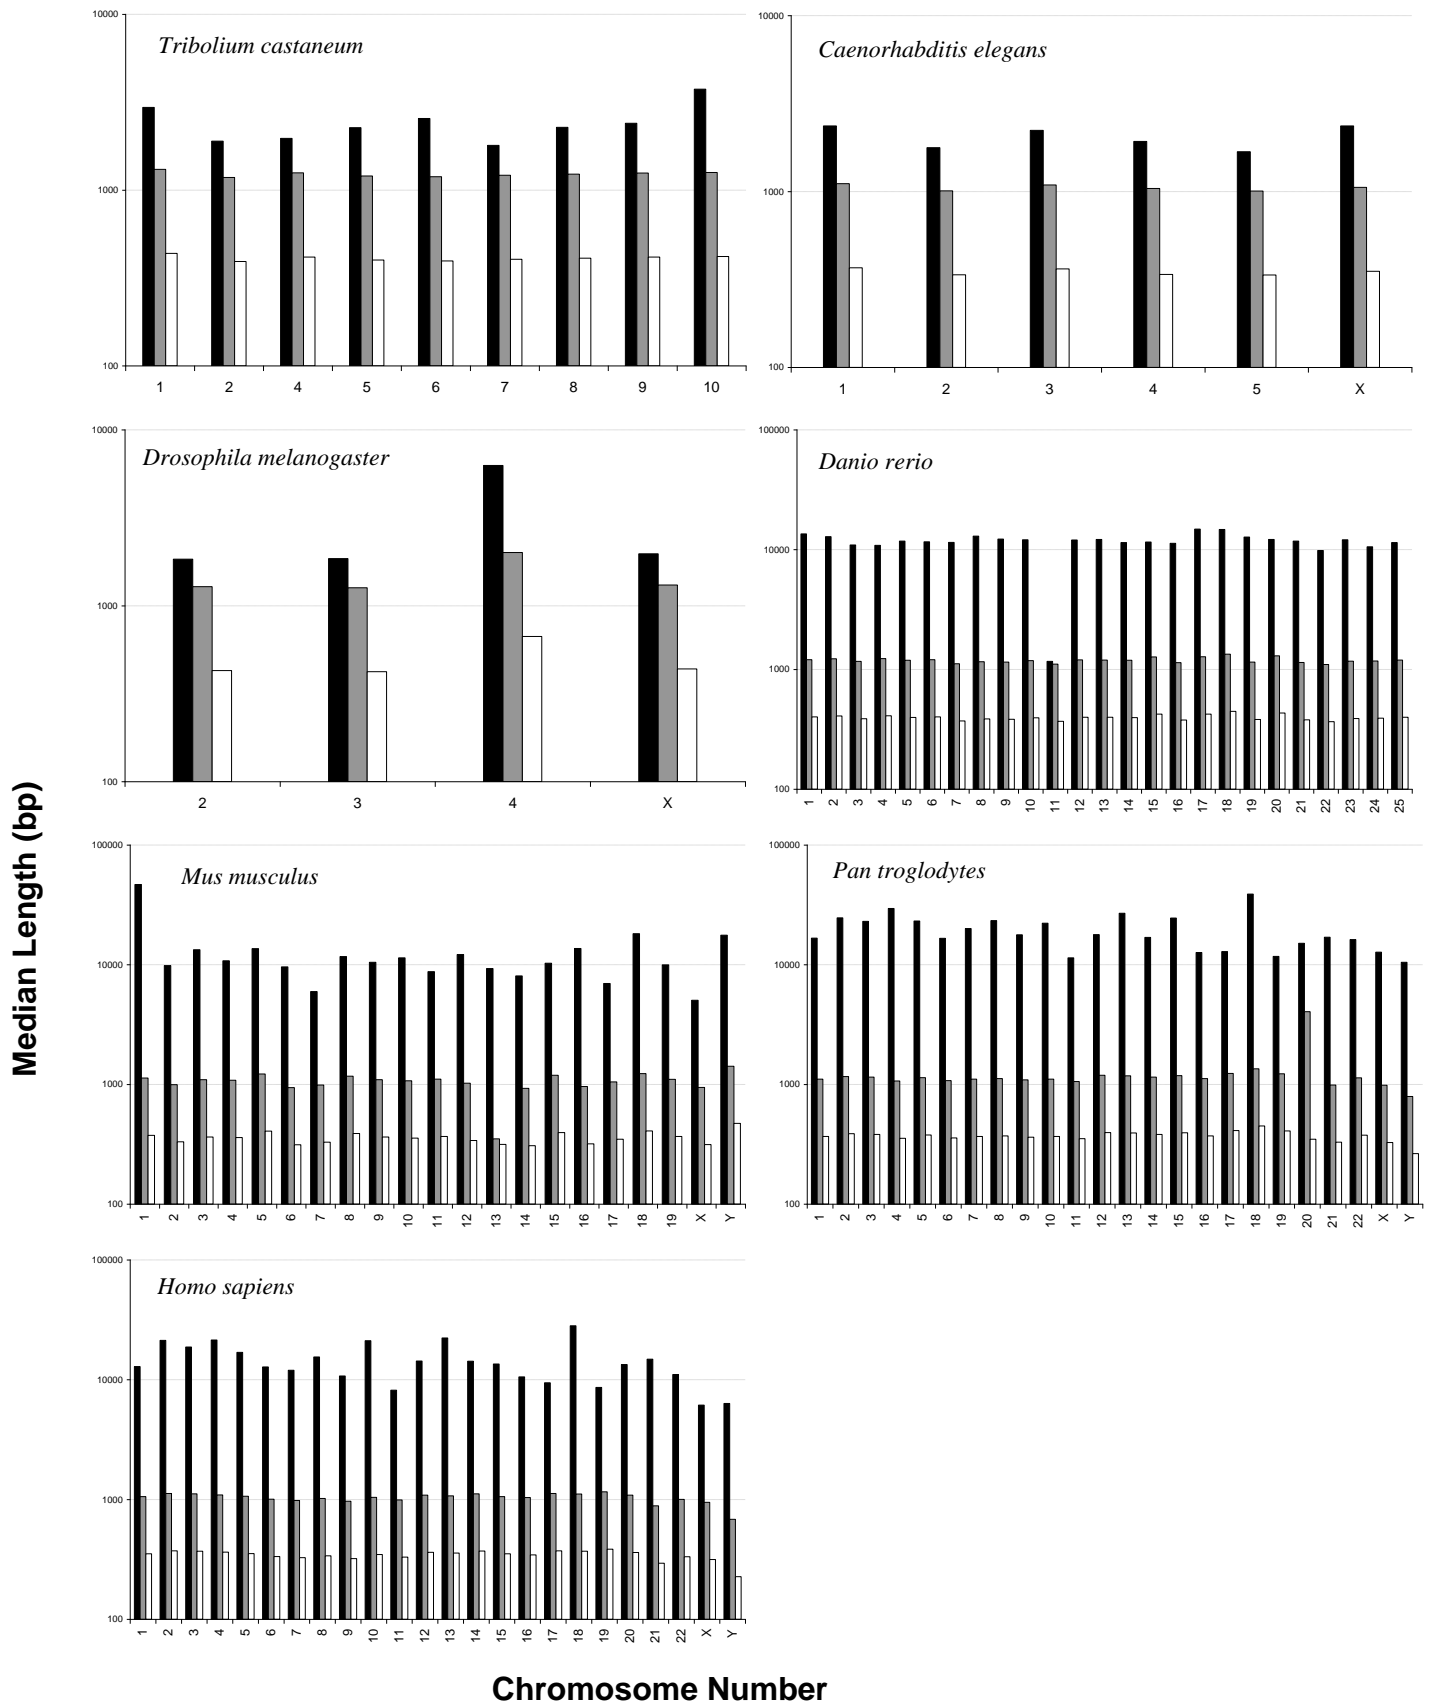 Tribolium castaneum
10000
1000
100
1 2 4 5 6 7 8 9 10
Caenorhabditis elegans
10000
1000
100
1 2 3 4 5 X
Drosophila melanogaster
10000
1000
100
2 3 4 X
Danio rerio
100000
10000
1000
100
1 2 3 4 5 6 7 8 9 10 11 12 13 14 15 16 17 18 19 20 21 22 23 24 25
Mus musculus
100000
10000
1000
100
1 2 3 4 5 6 7 8 9 10 11 12 13 14 15 16 17 18 19 X Y
Pan troglodytes
100000
10000
1000
100
1 2 3 4 5 6 7 8 9 10 11 12 13 14 15 16 17 18 19 20 21 22 X Y
Homo sapiens
100000
10000
1000
100
1 2 3 4 5 6 7 8 9 10 11 12 13 14 15 16 17 18 19 20 21 22 X Y
Median Length (bp)
Chromosome Number